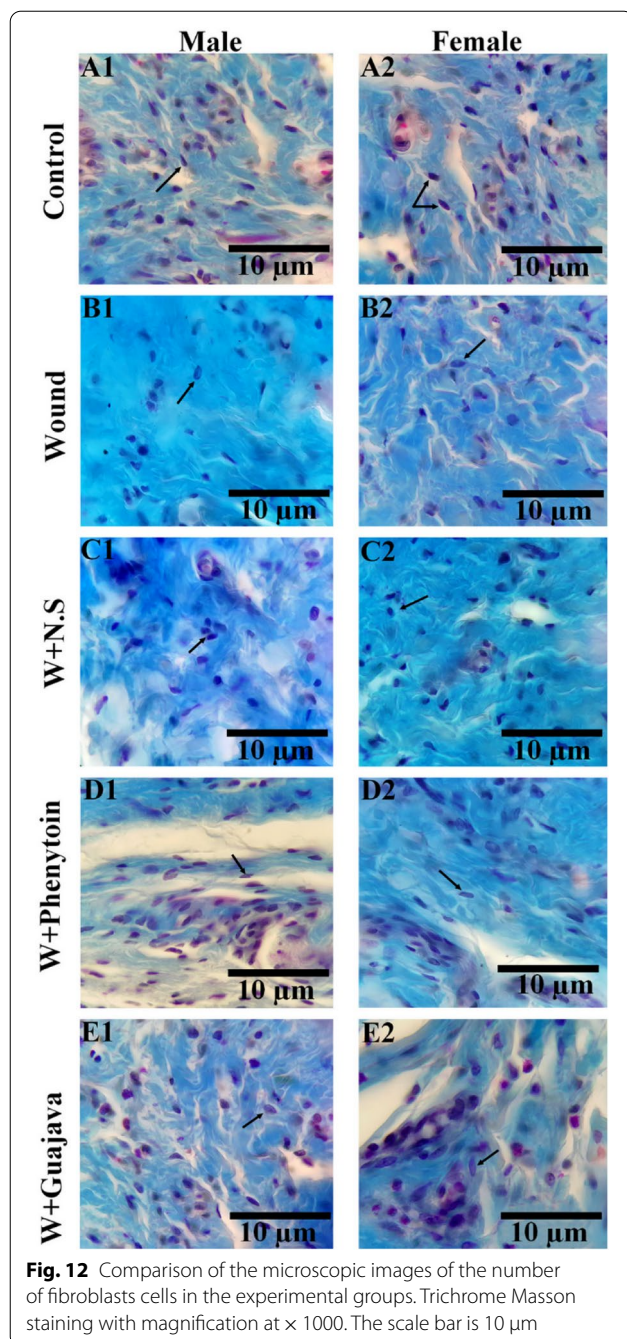 Male Female
A1 A2
Control
10 µm 10 µm
B1 B2
Wound
10 µm 10 µm
C1 C2
W+N.S
10 µm 10 µm
D1 D2
W+Phenytoin
10 µm 10 µm
E1 E2
W+Guajava
10 µm 10 µm
Fig. 12 Comparison of the microscopic images of the number
of fibroblasts cells in the experimental groups. Trichrome Masson
staining with magnification at × 1000. The scale bar is 10 µm